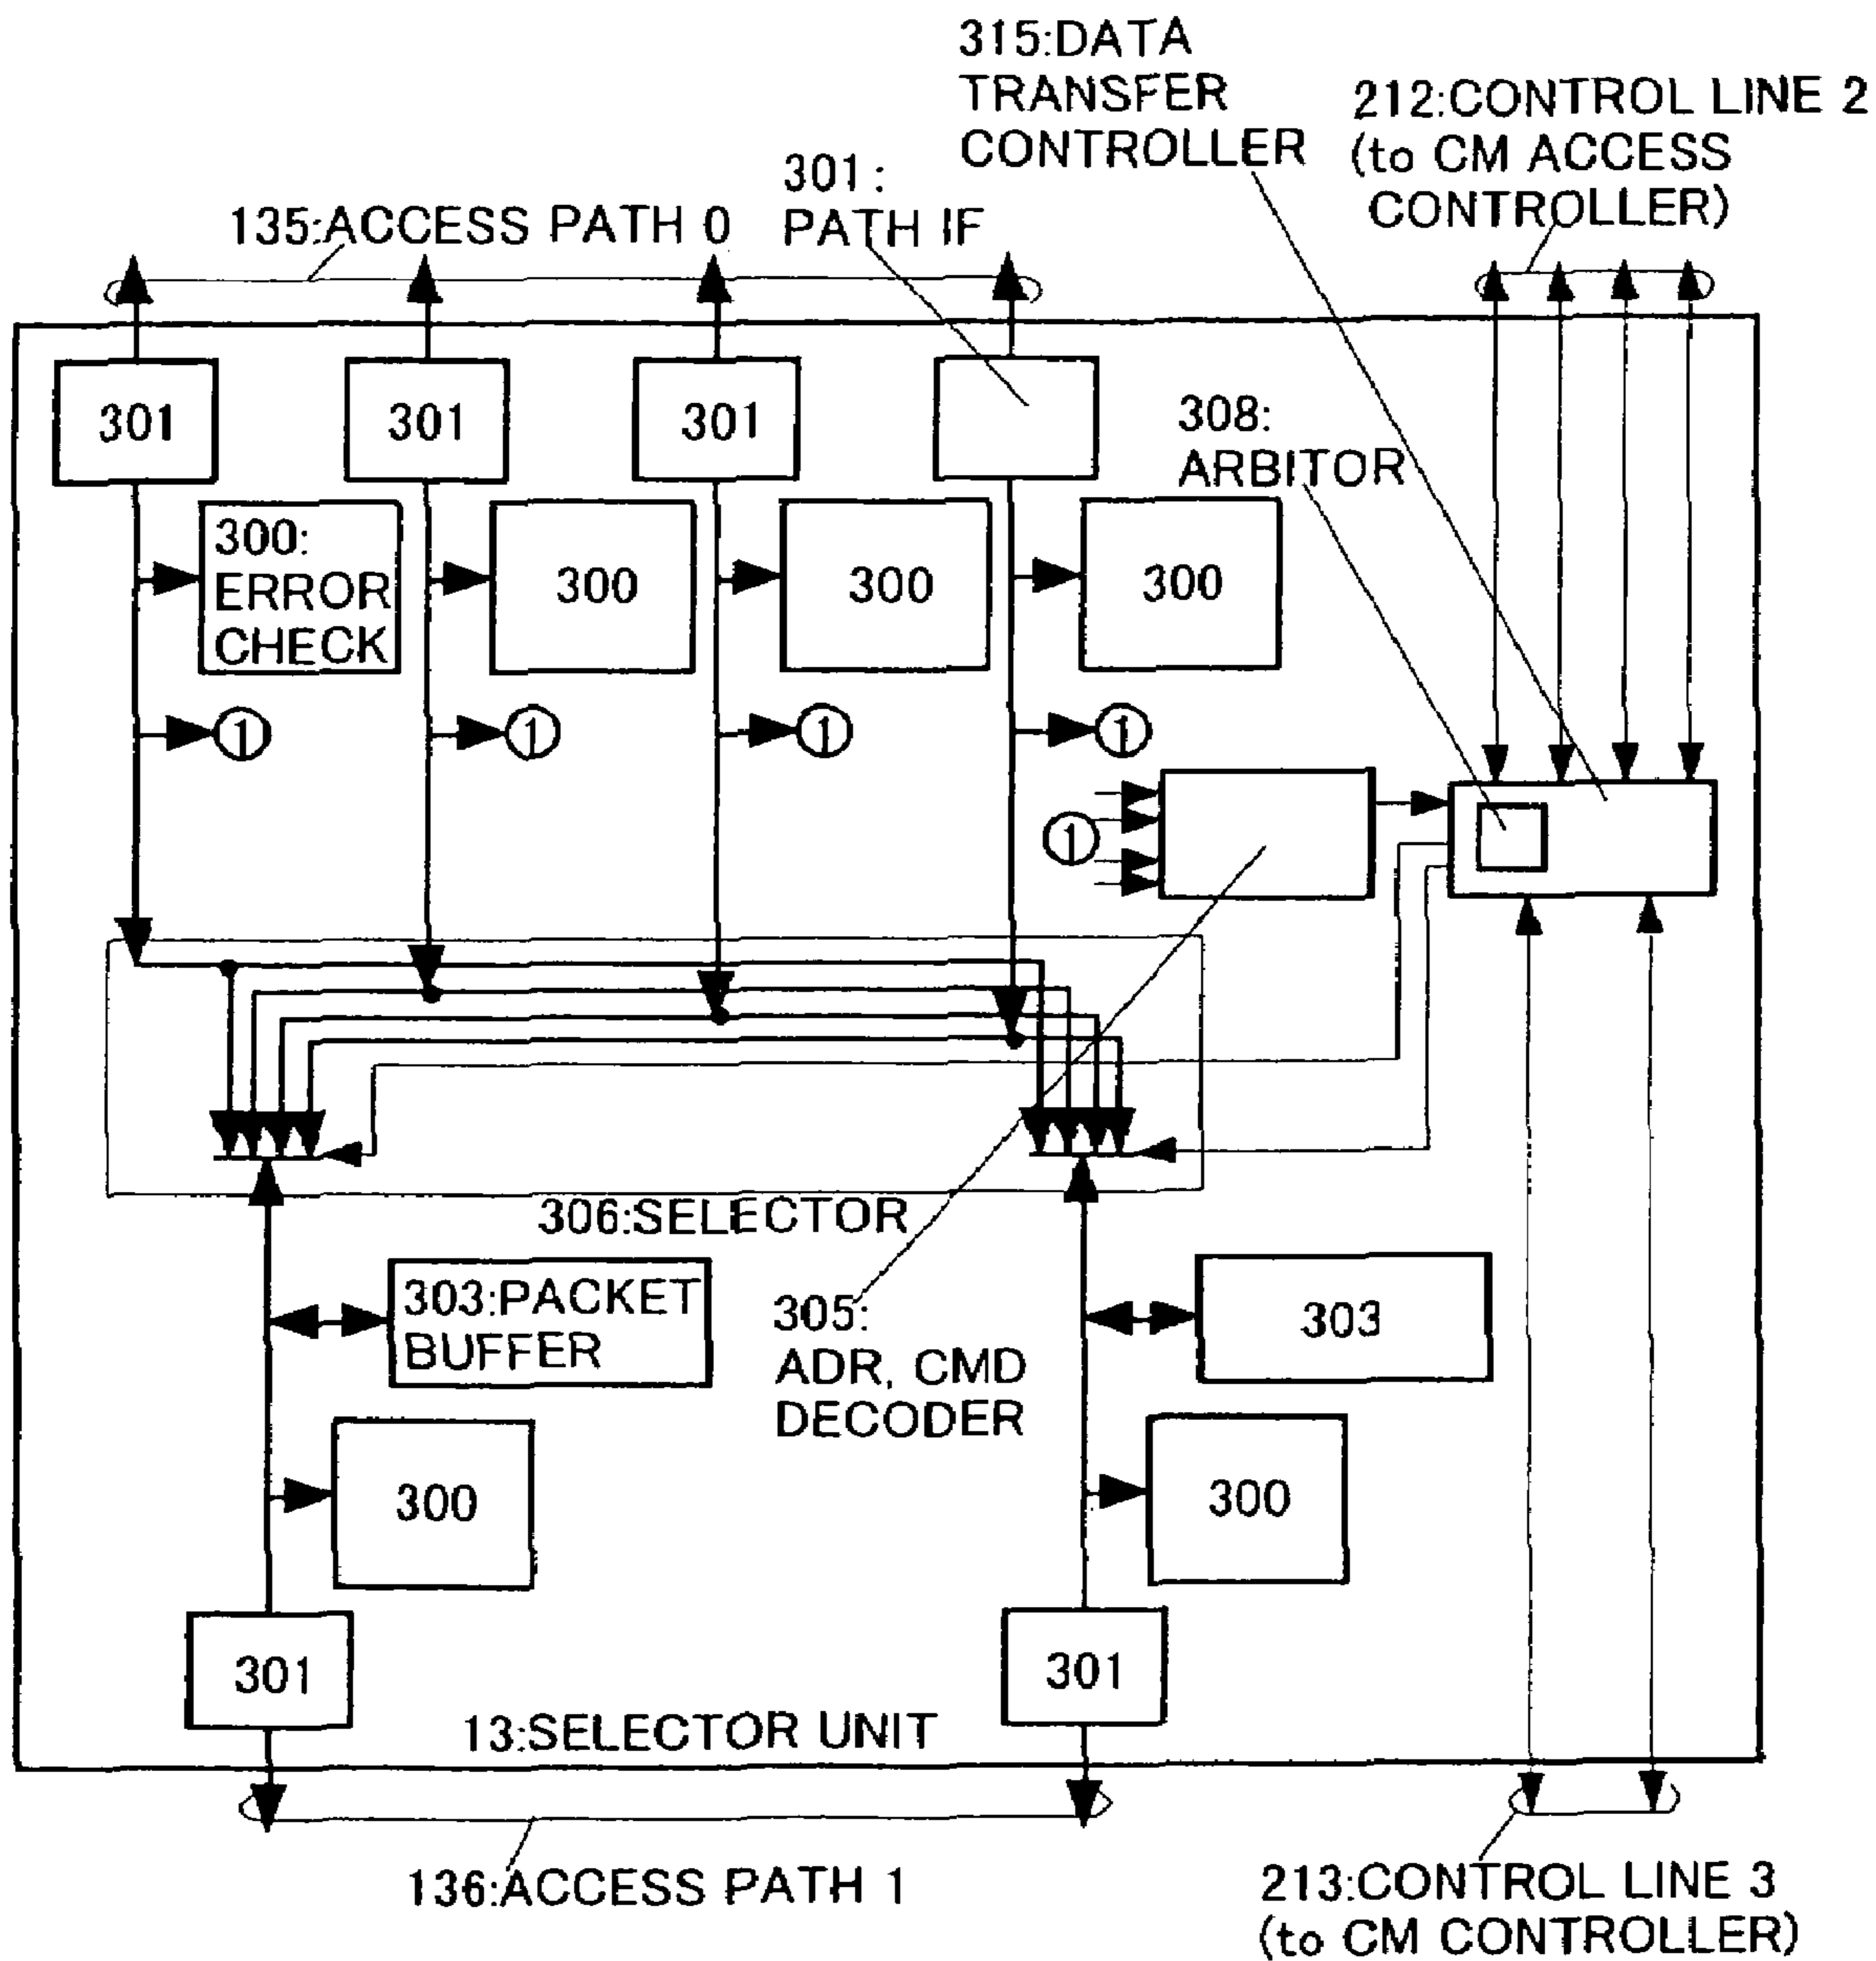 315:DATA
TRANSFER
CONTROLLER
212:CONTROL LINE 2
(to CM ACCESS
CONTROLLER)
301:
PATH IF
135:ACCESS PATH 0
301
301
301
308:
ARBITOR
300:
ERROR
CHECK
300
300
300
①
①
①
①
①
306:SELECTOR
303:PACKET
BUFFER
305:
ADR, CMD
DECODER
303
300
300
301
301
13:SELECTOR UNIT
136:ACCESS PATH 1
213:CONTROL LINE 3
(to CM CONTROLLER)